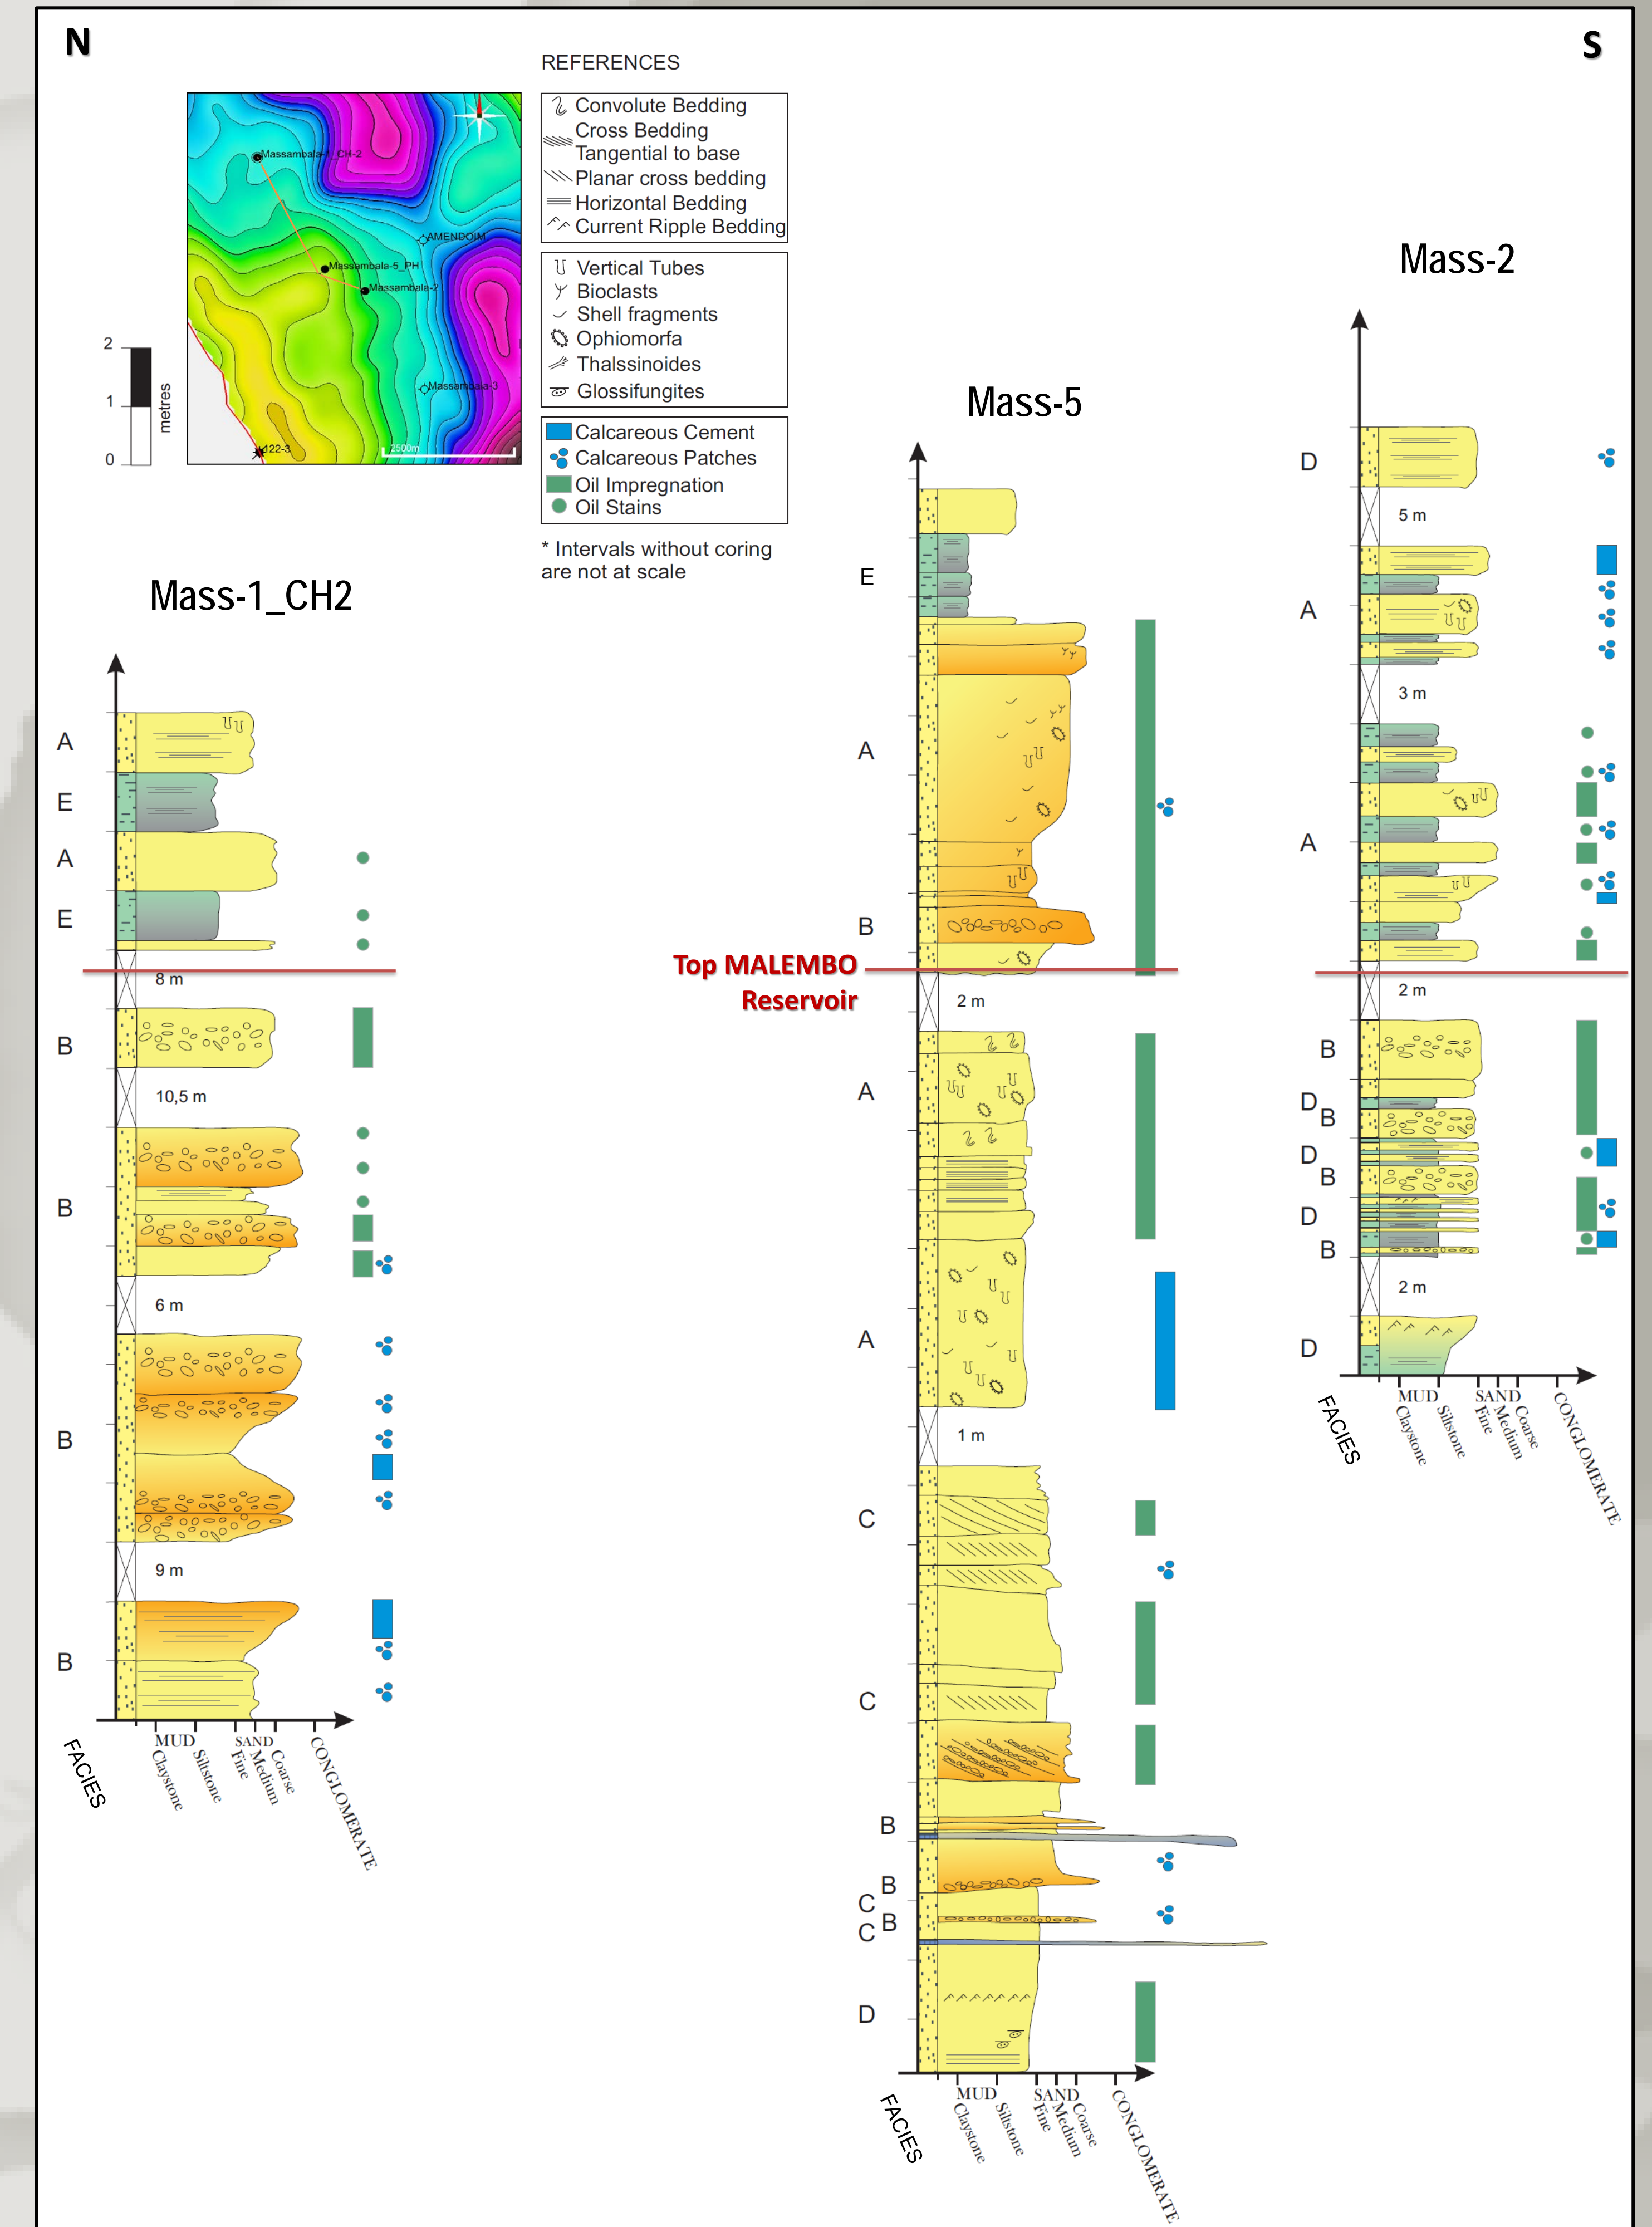 N
S
REFERENCES
Convolute Bedding
Cross Bedding
Tangential to base
Planar cross bedding
Horizontal Bedding
Current Ripple Bedding
Vertical Tubes
Bioclasts
Shell fragments
Ophiomorfa
Thalssinoides
Glossifungites
Calcareous Cement
Calcareous Patches
Oil Impregnation
Oil Stains
* Intervals without coring
are not at scale
Massambala-1_CH-2
AMENDOIM
Massambala-5_PH
Massambala-2
Massambala-3
122-3
2500m
2
1
0
metres
Mass-1_CH2
A
E
A
E
8 m
B
10,5 m
B
6 m
B
9 m
B
FACIES
MUD
Claystone
Siltstone
SAND
Fine
Medium
Coarse
CONGLOMERATE
Mass-5
E
A
B
Top MALEMBO
Reservoir
2 m
A
A
1 m
C
C
B
B
C
B
C
D
FACIES
MUD
Claystone
Siltstone
SAND
Fine
Medium
Coarse
CONGLOMERATE
Mass-2
D
5 m
A
3 m
A
2 m
B
D
B
D
B
D
B
2 m
D
FACIES
MUD
Claystone
Siltstone
SAND
Fine
Medium
Coarse
CONGLOMERATE